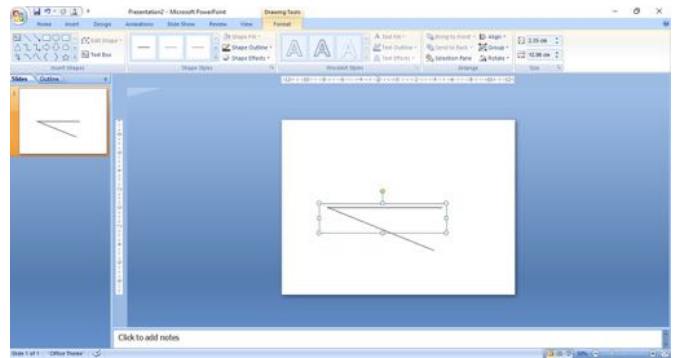 Presentation2 - Microsoft PowerPoint
Drawing Tools
Home Insert Design Animations Slide Show Review View Format
Edit Shape
Text Box
Shape Fill
Shape Outline
Shape Effects
A A A
Text Fill
Text Outline
Text Effects
Bring to Front
Send to Back
Selection Pane
Align
Group
Rotate
Insert Shapes Shape Styles WordArt Styles Arrange Size
Slides Outline
1
Click to add notes
Slide 1 of 1 "Office Theme"